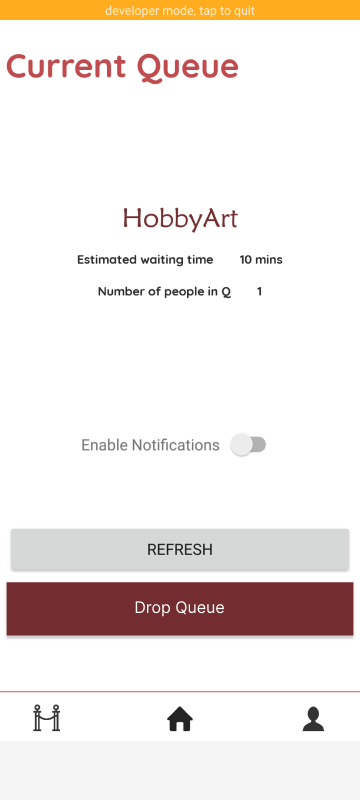 developer mode, tap to quit
Current Queue
HobbyArt
Estimated waiting time 10 mins
Number of people in Q 1
Enable Notifications
REFRESH
Drop Queue